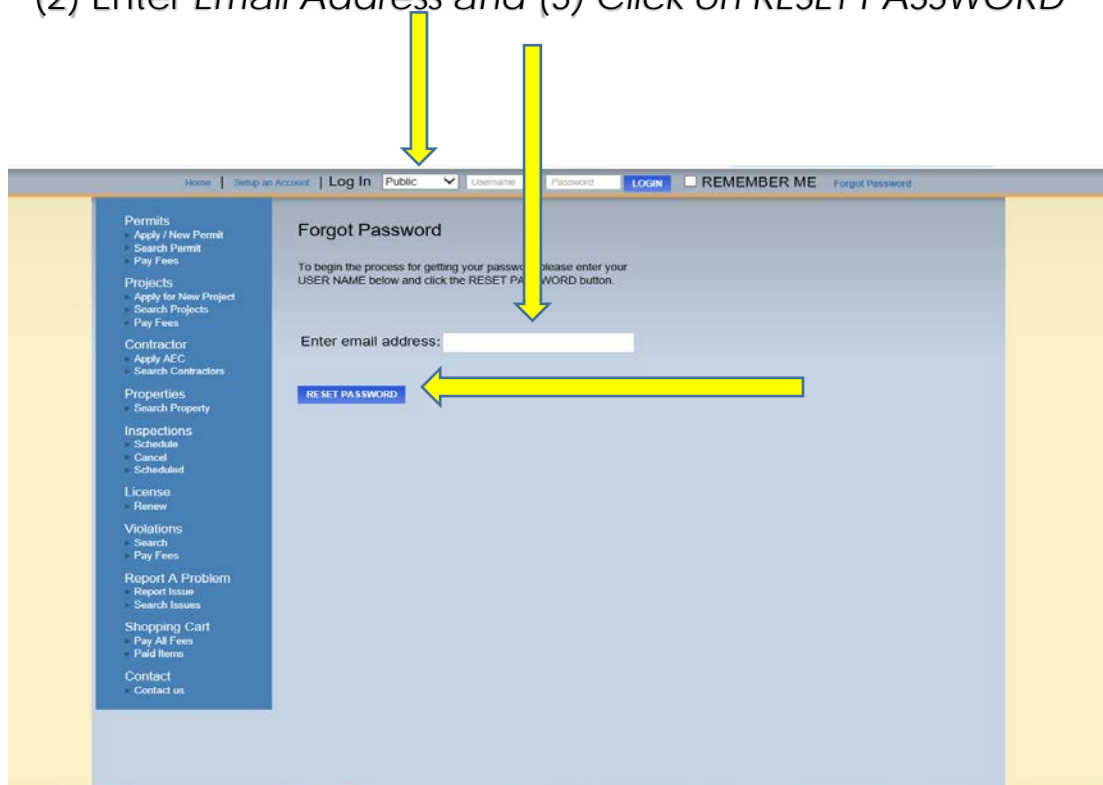 (2) Enter Email Address and (3) Click on RESET PASSWORD
Home | Setup an Account | Log In Public Username Password LOGIN REMEMBER ME Forgot Password
Permits
Apply / New Permit
Search Permit
Pay Fees
Projects
Apply for New Project
Search Projects
Pay Fees
Contractor
Apply AEC
Search Contractors
Properties
Search Property
Inspections
Schedule
Cancel
Scheduled
License
Renew
Violations
Search
Pay Fees
Report A Problem
Report Issue
Search Issues
Shopping Cart
Pay All Fees
Paid Items
Contact
Contact us
Forgot Password
To begin the process for getting your passwo please enter your
USER NAME below and click the RESET PA WORD button.
Enter email address:
RESET PASSWORD